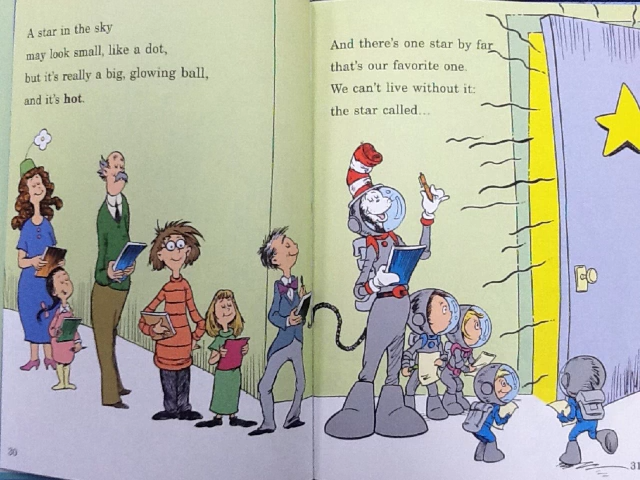 A star in the sky
may look small, like a dot,
but it's really a big, glowing ball,
and it's hot.
30
And there's one star by far
that's our favorite one.
We can't live without it:
the star called...
31